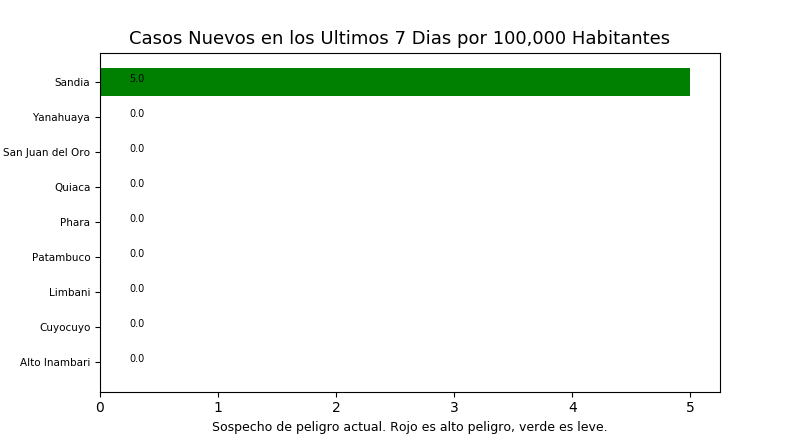 Casos Nuevos en los Ultimos 7 Dias por 100,000 Habitantes
Sandia 5.0
Yanahuaya 0.0
San Juan del Oro 0.0
Quiaca 0.0
Phara 0.0
Patambuco 0.0
Limbani 0.0
Cuyocuyo 0.0
Alto Inambari 0.0
0 1 2 3 4 5
Sospecho de peligro actual. Rojo es alto peligro, verde es leve.